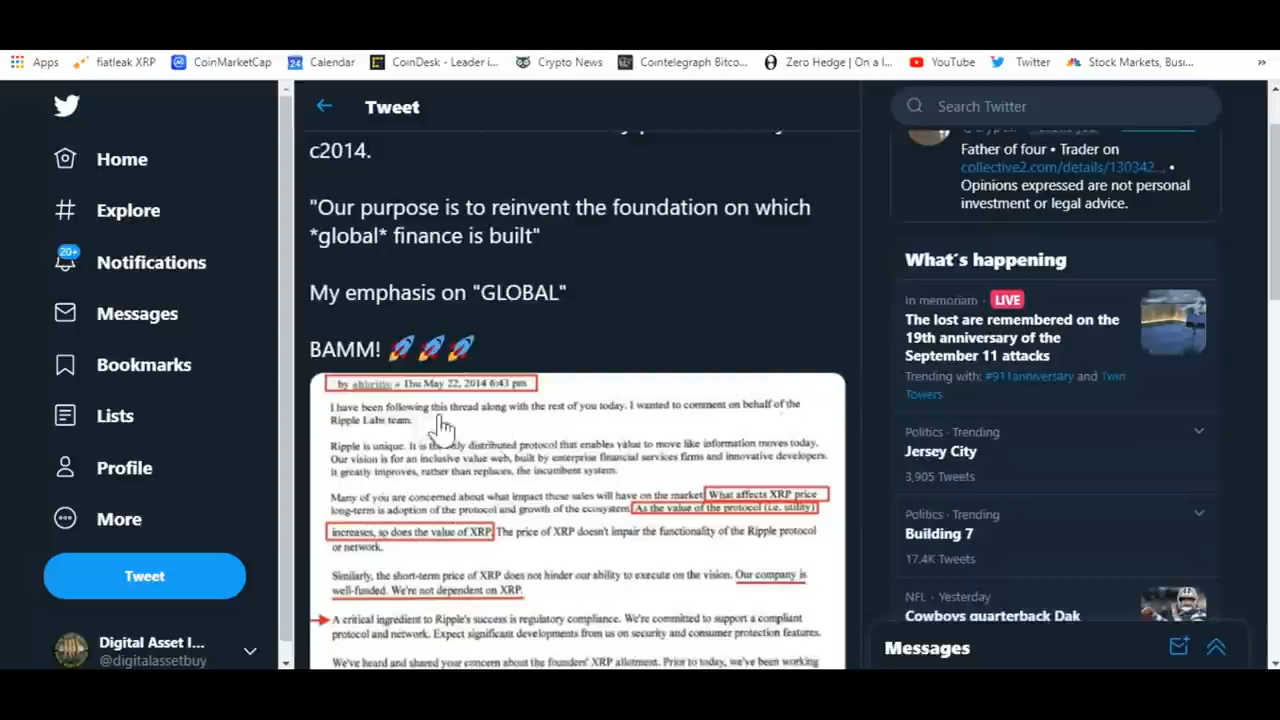 Apps fiatleak XRP CoinMarketCap Calendar CoinDesk - Leader i... Crypto News Cointelegraph Bitco... Zero Hedge | On a l... YouTube Twitter Stock Markets, Busi... »
Home
Explore
20+
Notifications
Messages
Bookmarks
Lists
Profile
More
Tweet
Digital Asset I...
@digitalassetbuy
Tweet
c2014.
"Our purpose is to reinvent the foundation on which
*global* finance is built"
My emphasis on "GLOBAL"
BAMM! 🚀🚀🚀
by » Thu May 22, 2014 6:43 pm
I have been following this thread along with the rest of you today. I wanted to comment on behalf of the
Ripple Labs team.
Ripple is unique. It is the only distributed protocol that enables value to move like information moves today.
Our vision is for an inclusive value web, built by enterprise financial services firms and innovative developers.
It greatly improves, rather than replaces, the incumbent system.
Many of you are concerned about what impact these sales will have on the market. What affects XRP price
long-term is adoption of the protocol and growth of the ecosystem. As the value of the protocol (i.e. utility)
increases, so does the value of XRP. The price of XRP doesn't impair the functionality of the Ripple protocol
or network.
Similarly, the short-term price of XRP does not hinder our ability to execute on the vision. Our company is
well-funded. We're not dependent on XRP.
A critical ingredient to Ripple's success is regulatory compliance. We're committed to support a compliant
protocol and network. Expect significant developments from us on security and consumer protection features.
We've heard and shared your concern about the founders' XRP allotment. Prior to today, we've been working
Search Twitter
Father of four • Trader on
collective2.com/details/130342... •
Opinions expressed are not personal
investment or legal advice.
What's happening
In memoriam · LIVE
The lost are remembered on the
19th anniversary of the
September 11 attacks
Trending with: #911anniversary and Twin
Towers
Politics · Trending
Jersey City
3,905 Tweets
Politics · Trending
Building 7
17.4K Tweets
NFL · Yesterday
Cowboys quarterback Dak
Messages